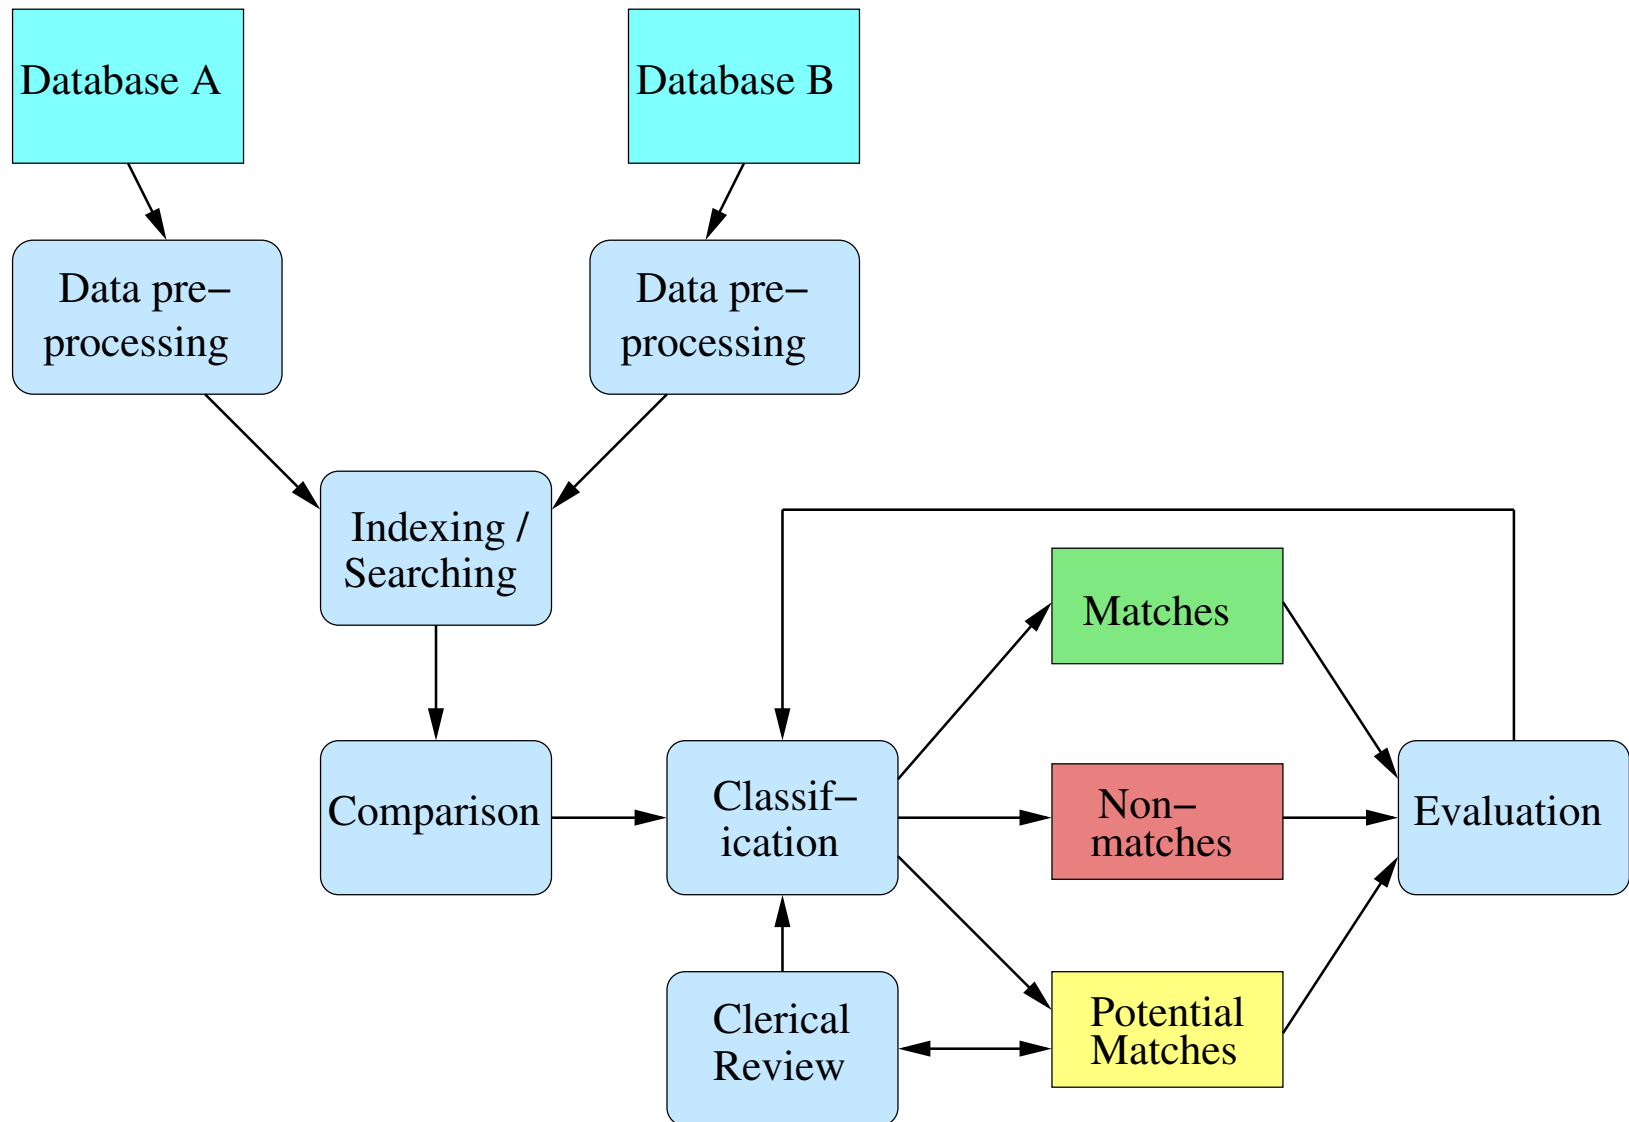 Database A
Database B
Data pre–
processing
Data pre–
processing
Indexing /
Searching
Matches
Comparison
Classif–
ication
Non–
matches
Evaluation
Clerical
Review
Potential
Matches